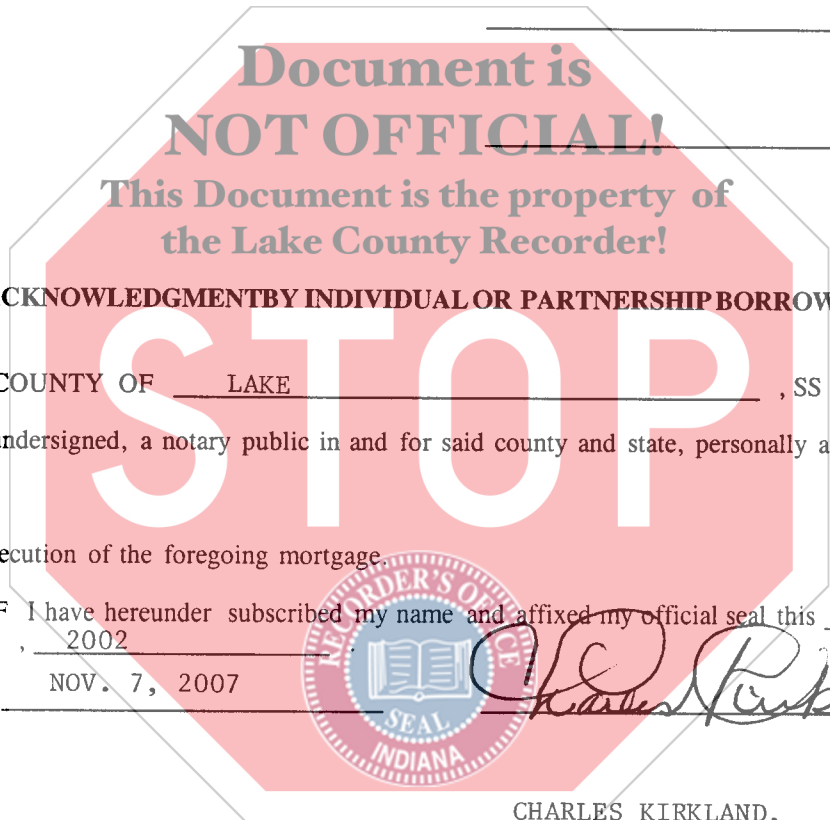 Document is
NOT OFFICIAL!
This Document is the property of
the Lake County Recorder!
CKNOWLEDGMENTBY INDIVIDUAL OR PARTNERSHIP BORROW
STOP
COUNTY OF LAKE , SS
ndersigned, a notary public in and for said county and state, personally a
ecution of the foregoing mortgage.
F I have hereunder subscribed my name and affixed my official seal this
, 2002 .
NOV. 7, 2007
Charles Kirk
RECORDER'S OFFICE
SEAL
INDIANA
CHARLES KIRKLAND,